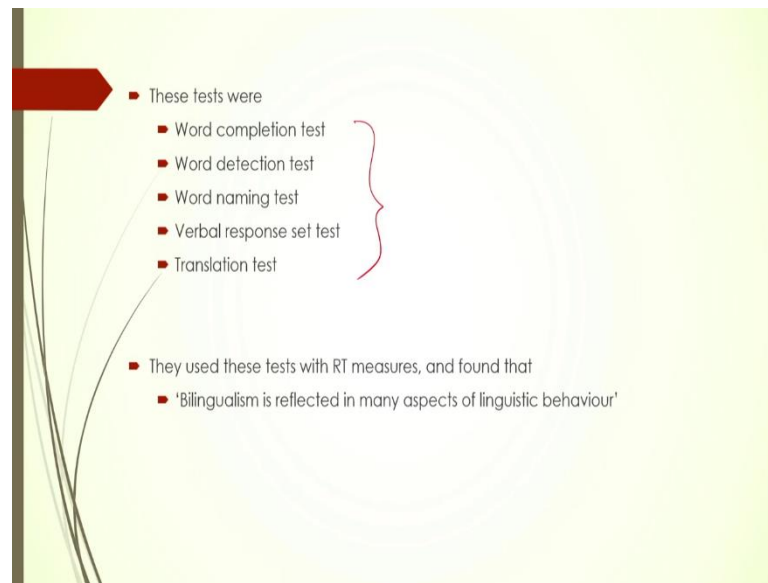 These tests were
Word completion test
Word detection test
Word naming test
Verbal response set test
Translation test
They used these tests with RT measures, and found that
‘Bilingualism is reflected in many aspects of linguistic behaviour’